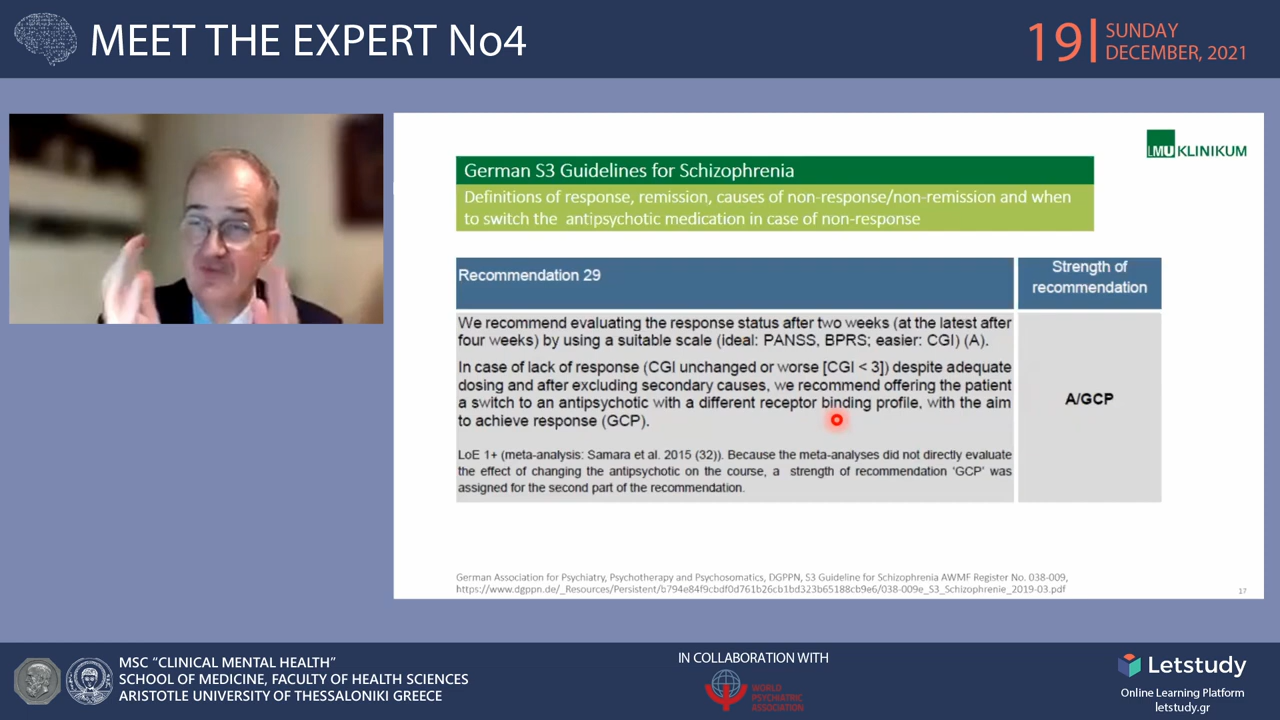 MEET THE EXPERT No4
19
SUNDAY
DECEMBER, 2021
LMU KLINIKUM
German S3 Guidelines for Schizophrenia
Definitions of response, remission, causes of non-response/non-remission and when
to switch the antipsychotic medication in case of non-response
Recommendation 29
Strength of
recommendation
We recommend evaluating the response status after two weeks (at the latest after
four weeks) by using a suitable scale (ideal: PANSS, BPRS; easier: CGI) (A).
In case of lack of response (CGI unchanged or worse [CGI < 3]) despite adequate
dosing and after excluding secondary causes, we recommend offering the patient
a switch to an antipsychotic with a different receptor binding profile, with the aim
to achieve response (GCP).
LoE 1+ (meta-analysis: Samara et al. 2015 (32)). Because the meta-analyses did not directly evaluate
the effect of changing the antipsychotic on the course, a strength of recommendation 'GCP' was
assigned for the second part of the recommendation.
A/GCP
German Association for Psychiatry, Psychotherapy and Psychosomatics, DGPPN, S3 Guideline for Schizophrenia AWMF Register No. 038-009,
https://www.dgppn.de/_Resources/Persistent/b794e84f9cbdf0d761b26cb1bd323b65188cb9e6/038-009e_S3_Schizophrenie_2019-03.pdf
17
MSC "CLINICAL MENTAL HEALTH"
SCHOOL OF MEDICINE, FACULTY OF HEALTH SCIENCES
ARISTOTLE UNIVERSITY OF THESSALONIKI GREECE
IN COLLABORATION WITH
WORLD
PSYCHIATRIC
ASSOCIATION
Letstudy
Online Learning Platform
letstudy.gr